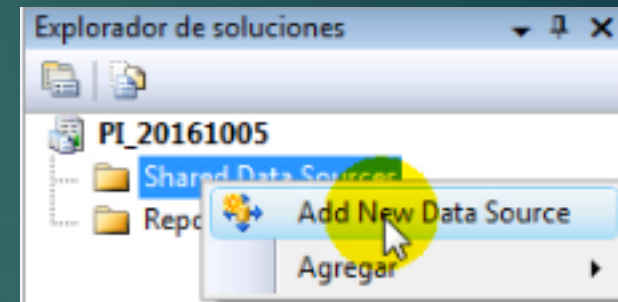 Explorador de soluciones
PI_20161005
Shared Data Sources
Add New Data Source
Agregar